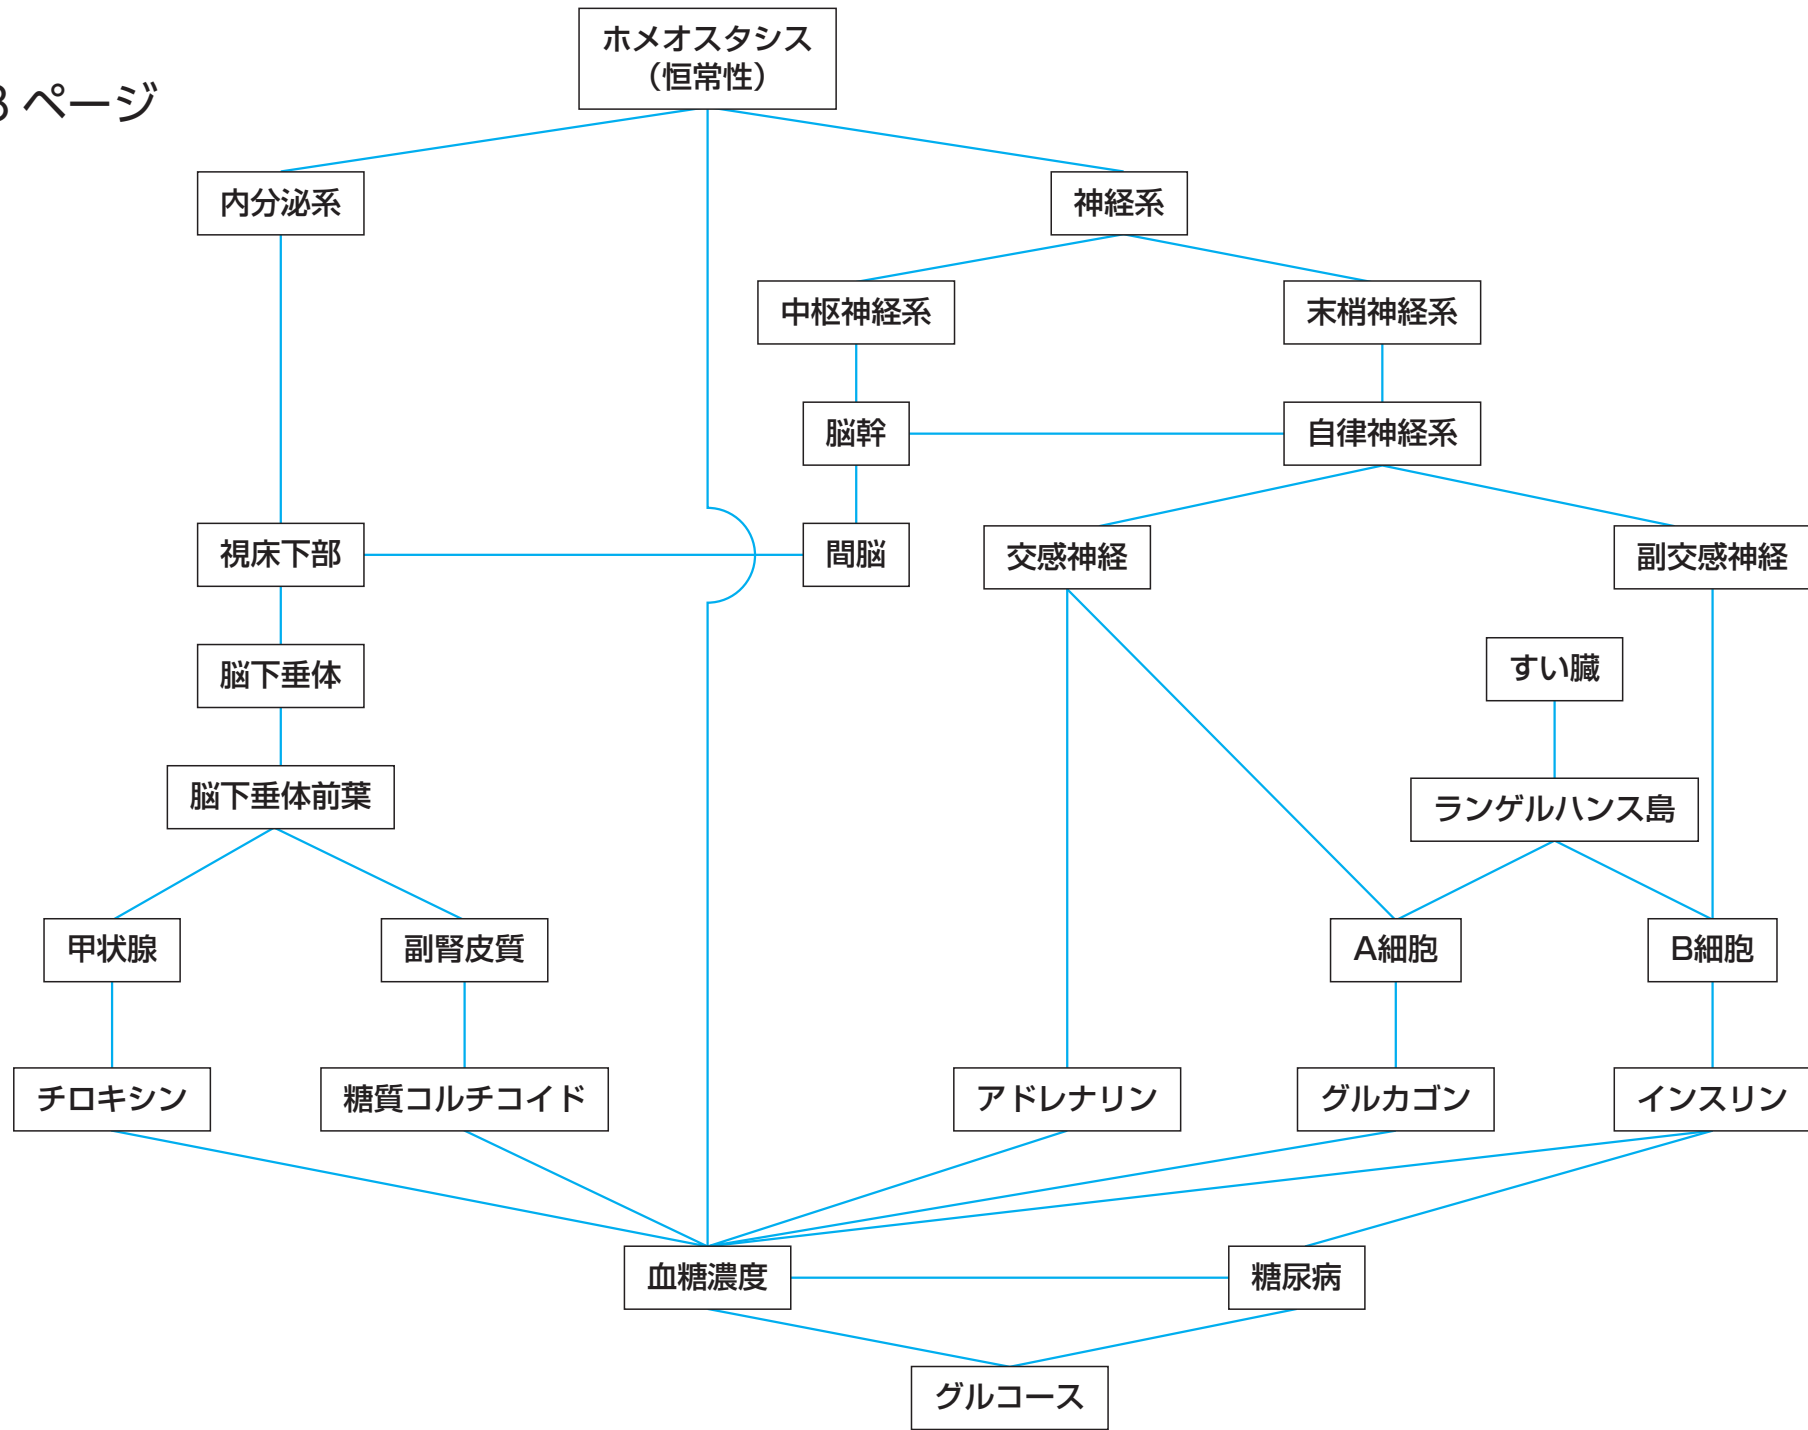 ホメオスタシス
（恒常性）
ページ
内分泌系
神経系
中枢神経系
末梢神経系
脳幹
自律神経系
視床下部
間脳
交感神経
副交感神経
すい臓
脳下垂体
脳下垂体前葉
ランゲルハンス島
甲状腺
副腎皮質
A細胞
B細胞
チロキシン
糖質コルチコイド
アドレナリン
グルカゴン
インスリン
血糖濃度
糖尿病
グルコース